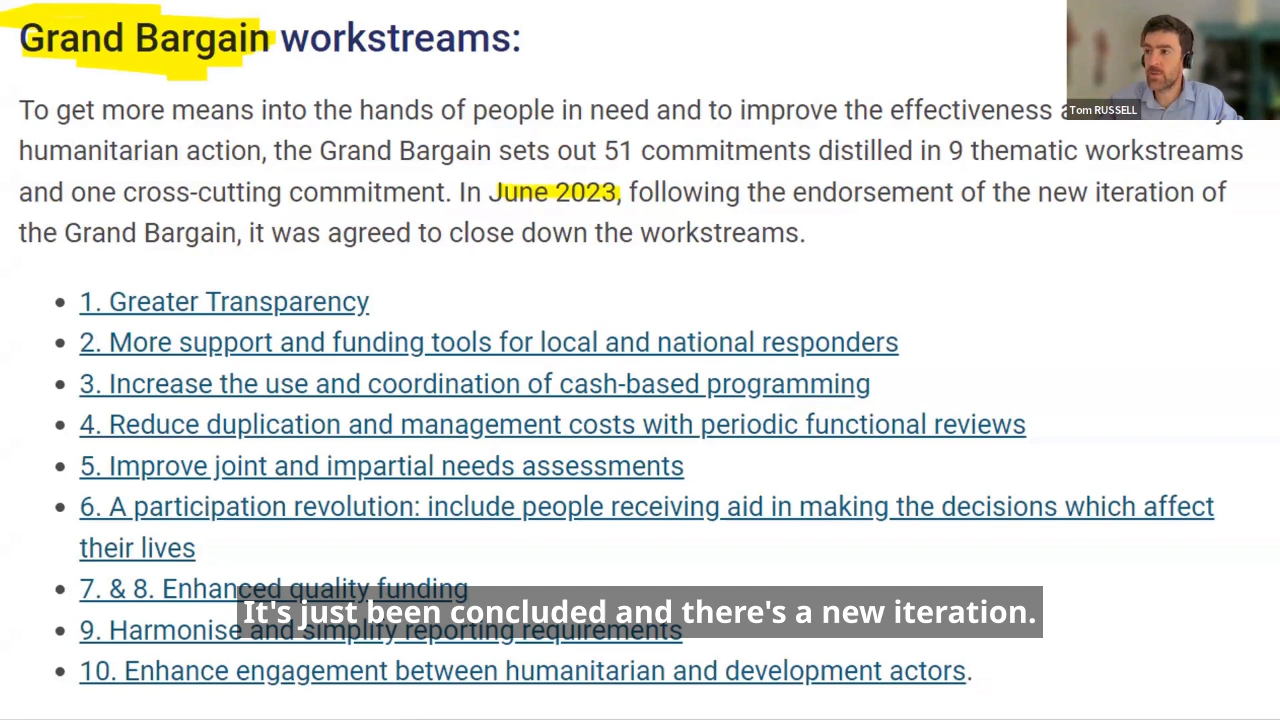 Grand Bargain workstreams:
Tom RUSSELL
To get more means into the hands of people in need and to improve the effectiveness
humanitarian action, the Grand Bargain sets out 51 commitments distilled in 9 thematic workstreams
and one cross-cutting commitment. In June 2023, following the endorsement of the new iteration of
the Grand Bargain, it was agreed to close down the workstreams.
• 1. Greater Transparency
• 2. More support and funding tools for local and national responders
• 3. Increase the use and coordination of cash-based programming
• 4. Reduce duplication and management costs with periodic functional reviews
• 5. Improve joint and impartial needs assessments
• 6. A participation revolution: include people receiving aid in making the decisions which affect
their lives
• 7. & 8. Enhanced quality funding
It's just been concluded and there's a new iteration.
• 9. Harmonise and simplify reporting requirements
• 10. Enhance engagement between humanitarian and development actors.